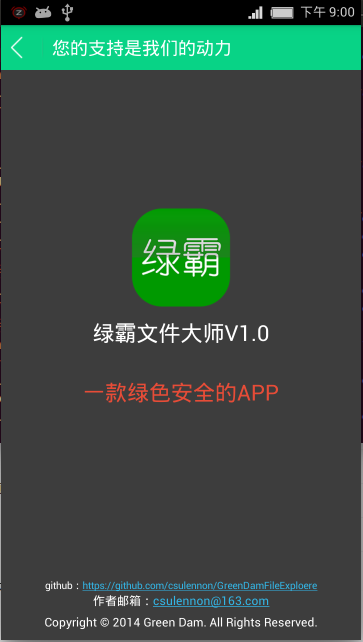 下午 9:00
您的支持是我们的动力
绿霸
绿霸文件大师V1.0
一款绿色安全的APP
github：https://github.com/csulennon/GreenDamFileExploere
作者邮箱：csulennon@163.com
Copyright © 2014 Green Dam. All Rights Reserved.